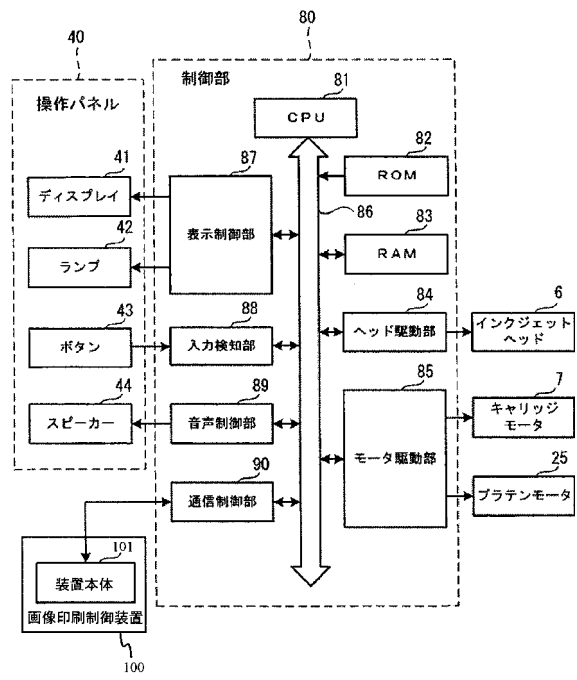 80
40
制御部
操作パネル
81
CPU
41
ディスプレイ
87
表示制御部
82
ROM
86
42
ランプ
83
RAM
43
ボタン
88
入力検知部
84
ヘッド駆動部
6
インクジェット
ヘッド
44
スピーカー
89
音声制御部
85
モータ駆動部
7
キャリッジ
モータ
90
通信制御部
25
プラテンモータ
101
装置本体
画像印刷制御装置
100